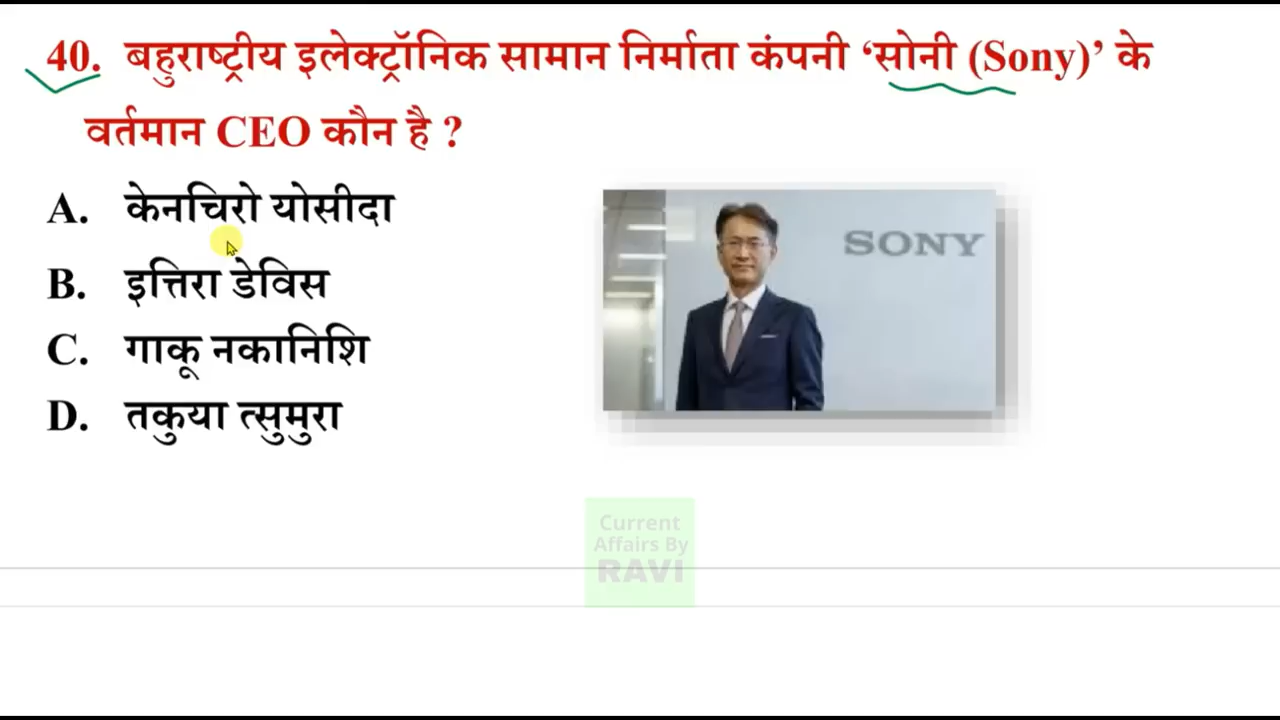 40. बहुराष्ट्रीय इलेक्ट्रॉनिक सामान निर्माता कंपनी ‘सोनी (Sony)’ के
वर्तमान CEO कौन है ?
A. केनचिरो योसीदा
B. इत्तिरा डेविस
C. गाकू नकानिशि
D. तकुया त्सुमुरा
SONY
Current
Affairs By
RAVI